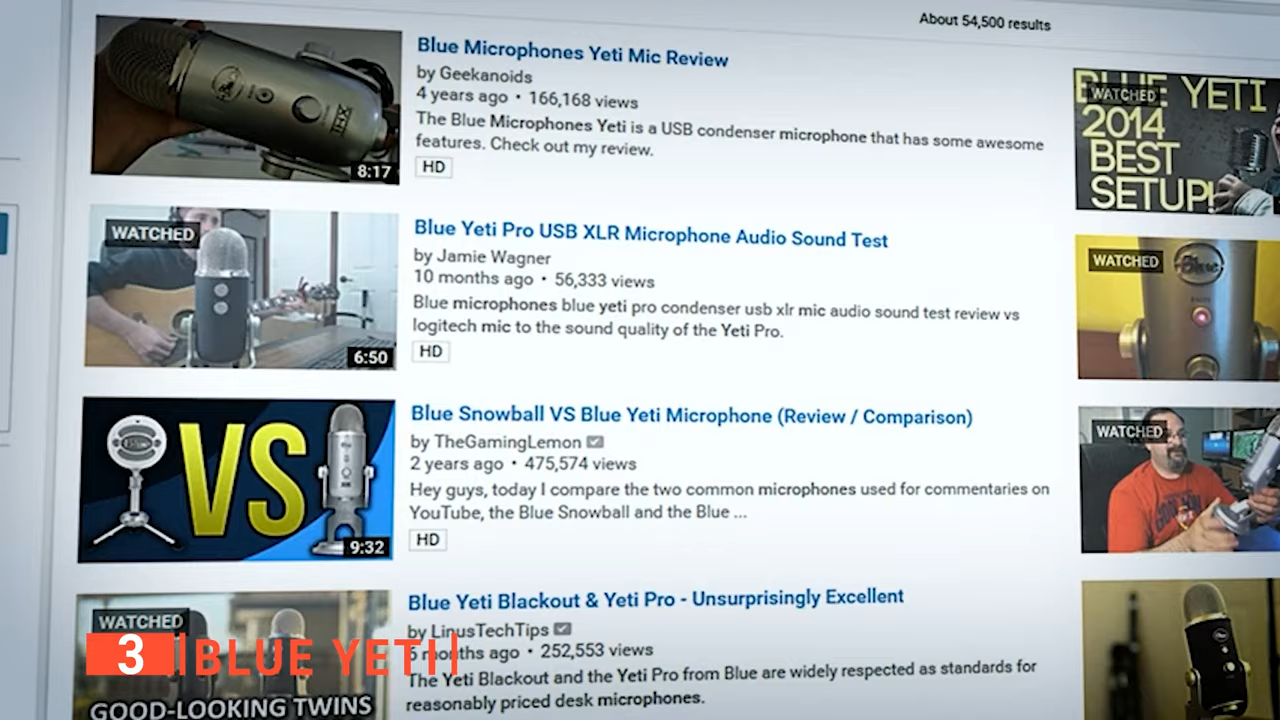 About 54,500 results
Blue Microphones Yeti Mic Review
by Geekanoids
4 years ago • 166,168 views
The Blue Microphones Yeti is a USB condenser microphone that has some awesome
features. Check out my review.
HD
THX
8:17
WATCHED
Blue Yeti Pro USB XLR Microphone Audio Sound Test
by Jamie Wagner
10 months ago • 56,333 views
Blue microphones blue yeti pro condenser usb xlr mic audio sound test review vs
logitech mic to the sound quality of the Yeti Pro.
HD
6:50
VS
9:32
Blue Snowball VS Blue Yeti Microphone (Review / Comparison)
by TheGamingLemon
2 years ago • 475,574 views
Hey guys, today I compare the two common microphones used for commentaries on
YouTube, the Blue Snowball and the Blue ...
HD
WATCHED
GOOD-LOOKING TWINS
Blue Yeti Blackout & Yeti Pro - Unsurprisingly Excellent
by LinusTechTips
6 months ago • 252,553 views
The Yeti Blackout and the Yeti Pro from Blue are widely respected as standards for
reasonably priced desk microphones.
3 BLUE YETI
BLUE YETI
WATCHED
2014
BEST
SETUP!
WATCHED
Blue
WATCHED